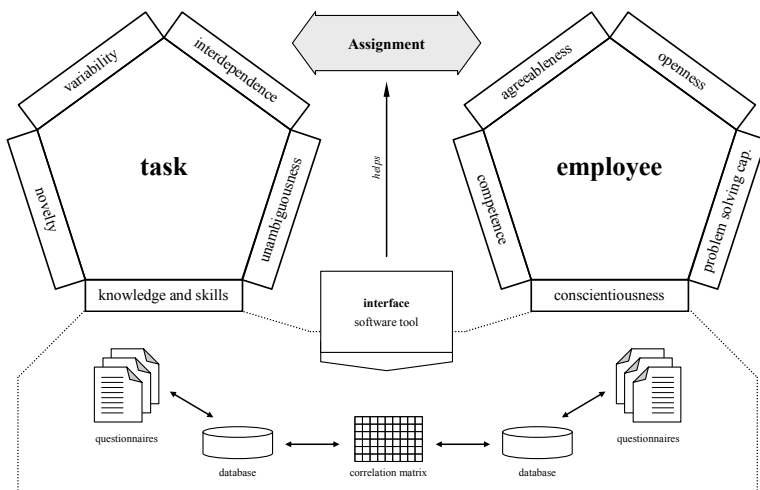 Assignment
variability
interdependence
novelty
task
unambiguousness
knowledge and skills
helps
agreeableness
openness
competence
employee
problem solving cap.
conscientiousness
interface
software tool
questionnaires
database
correlation matrix
database
questionnaires